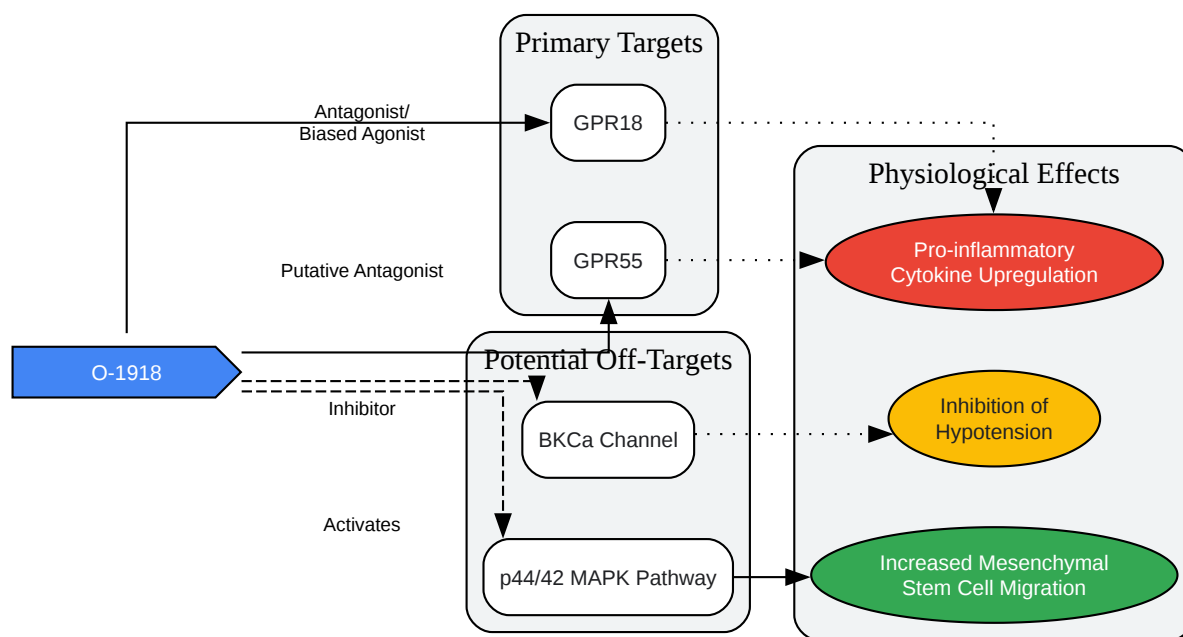 Primary Targets
Antagonist/
Biased Agonist
GPR18
Physiological Effects
Pro-inflammatory
Cytokine Upregulation
GPR55
Putative Antagonist
Potential Off-Targets
O-1918
Inhibitor
BKCa Channel
Inhibition of
Hypotension
Activates
p44/42 MAPK Pathway
Increased Mesenchymal
Stem Cell Migration